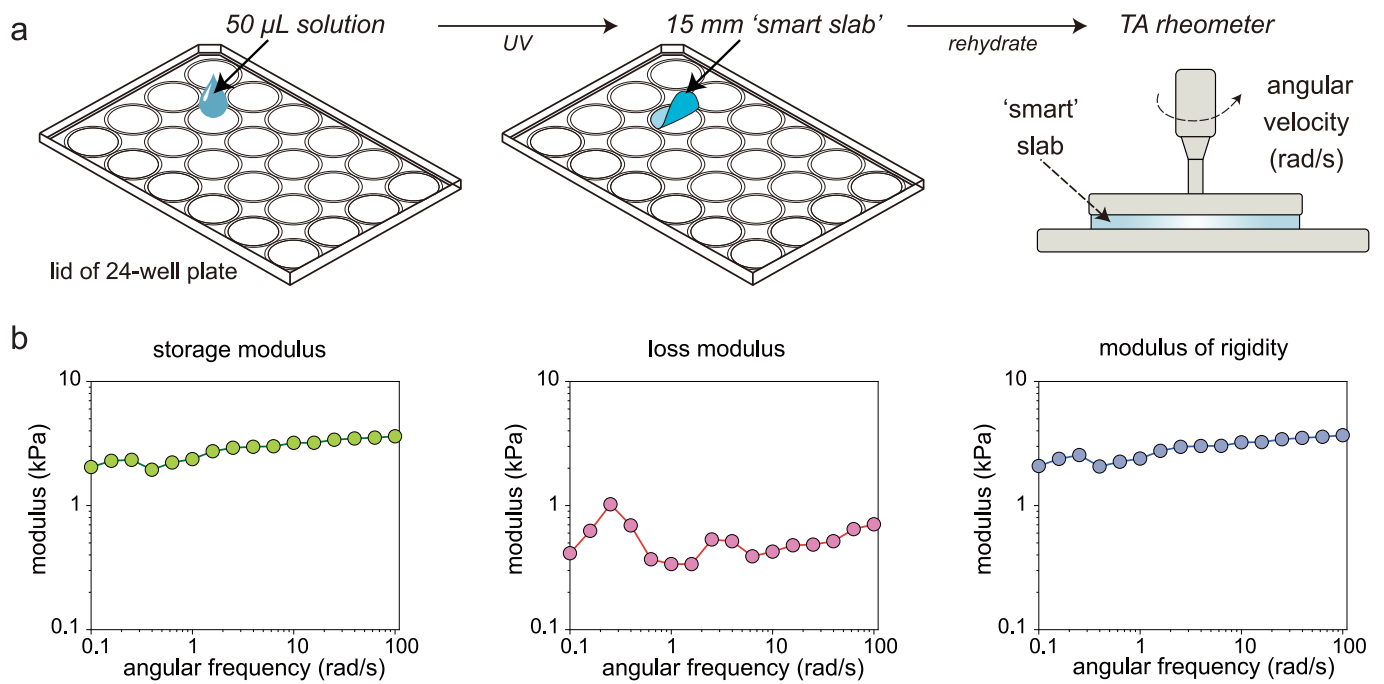 a
50 µL solution
UV
15 mm ‘smart slab’
rehydrate
TA rheometer
‘smart’
slab
angular
velocity
(rad/s)
lid of 24-well plate
b
storage modulus
modulus (kPa)
10
1
0.1
0.1
1
10
100
angular frequency (rad/s)
loss modulus
modulus (kPa)
10
1
0.1
0.1
1
10
100
angular frequency (rad/s)
modulus of rigidity
modulus (kPa)
10
1
0.1
0.1
1
10
100
angular frequency (rad/s)